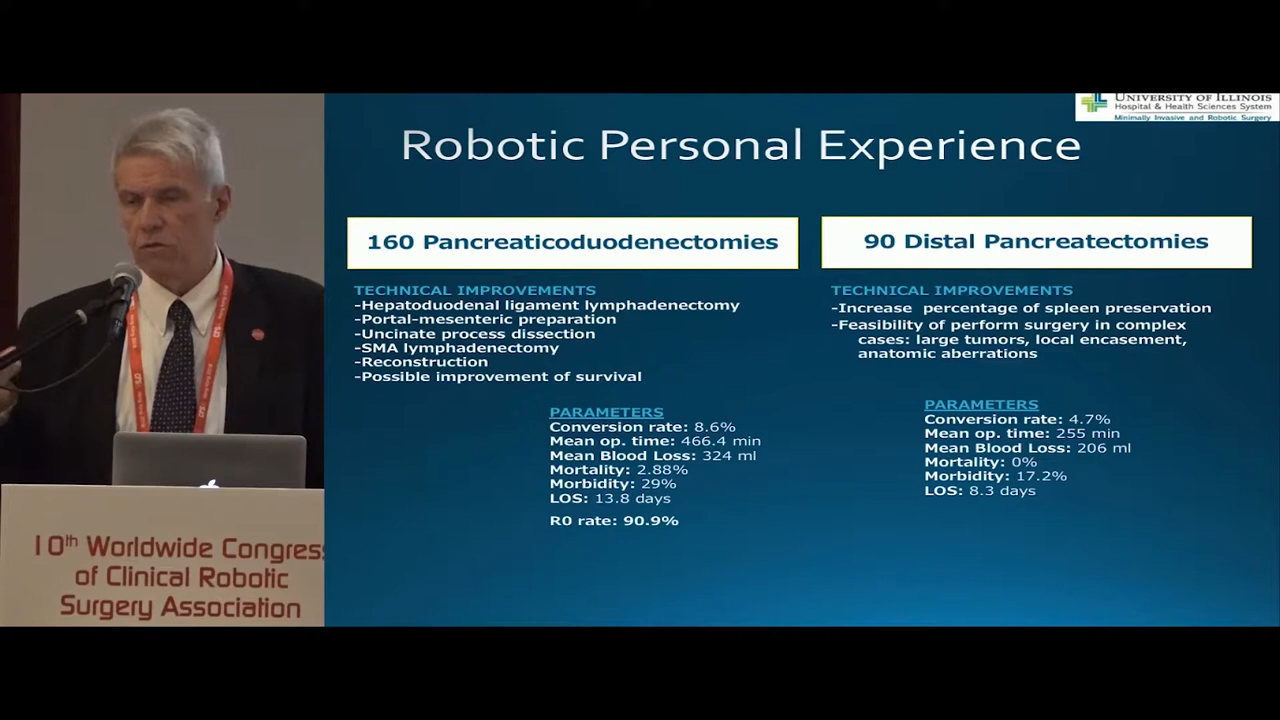 UNIVERSITY OF ILLINOIS
Hospital & Health Sciences System
Minimally Invasive and Robotic Surgery
Robotic Personal Experience
160 Pancreaticoduodenectomies
TECHNICAL IMPROVEMENTS
-Hepatoduodenal ligament lymphadenectomy
-Portal-mesenteric preparation
-Uncinate process dissection
-SMA lymphadenectomy
-Reconstruction
-Possible improvement of survival
PARAMETERS
Conversion rate: 8.6%
Mean op. time: 466.4 min
Mean Blood Loss: 324 ml
Mortality: 2.88%
Morbidity: 29%
LOS: 13.8 days
R0 rate: 90.9%
90 Distal Pancreatectomies
TECHNICAL IMPROVEMENTS
-Increase percentage of spleen preservation
-Feasibility of perform surgery in complex
cases: large tumors, local encasement,
anatomic aberrations
PARAMETERS
Conversion rate: 4.7%
Mean op. time: 255 min
Mean Blood Loss: 206 ml
Mortality: 0%
Morbidity: 17.2%
LOS: 8.3 days
10th Worldwide Congress
of Clinical Robotic
Surgery Association